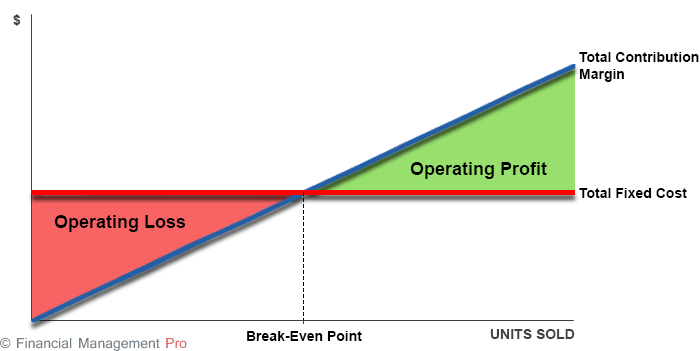 $
Total Contribution
Margin
Operating Profit
Total Fixed Cost
Operating Loss
UNITS SOLD
Break-Even Point
© Financial Management Pro